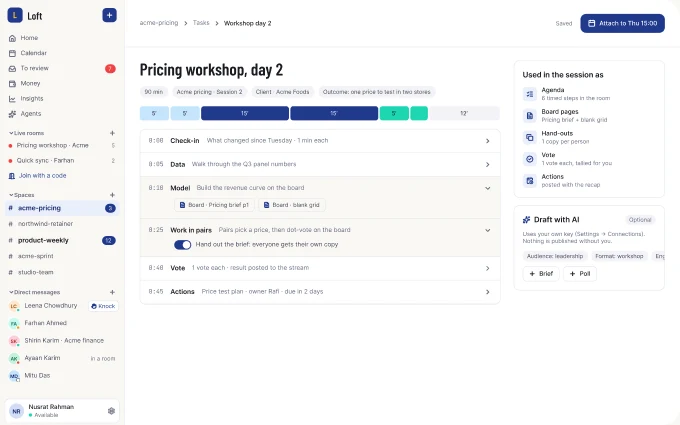 L Loft
Home
Calendar
To review 7
Money
Insights
Agents
Live rooms
Pricing workshop · Acme 5
Quick sync · Farhan 2
Join with a code
Spaces
# acme-pricing 3
# northwind-retainer
# product-weekly 12
# acme-sprint
# studio-team
Direct messages
LC Leena Chowdhury Knock
FA Farhan Ahmed
SK Shirin Karim · Acme finance
AK Ayaan Karim In a room
MD Mitu Das
NR Nusrat Rahman
Available
acme-pricing > Tasks > Workshop day 2
Saved
Attach to Thu 15:00
Pricing workshop, day 2
90 min
Acme pricing · Session 2
Client · Acme Foods
Outcome: one price to test in two stores
5' 5' 15' 15' 5' 12'
0:00 Check-in What changed since Tuesday · 1 min each
0:05 Data Walk through the Q3 panel numbers
0:10 Model Build the revenue curve on the board
Board · Pricing brief p1
Board · blank grid
0:25 Work in pairs Pairs pick a price, then dot-vote on the board
Hand out the brief: everyone gets their own copy
0:40 Vote 1 vote each · result posted to the stream
0:45 Actions Price test plan · owner Rafi · due in 2 days
Used in the session as
Agenda
6 timed steps in the room
Board pages
Pricing brief + blank grid
Hand-outs
1 copy per person
Vote
1 vote each, tallied for you
Actions
posted with the recap
Draft with AI Optional
Uses your own key (Settings → Connections).
Nothing is published without you.
Audience: leadership
Format: workshop
+ Brief
+ Poll